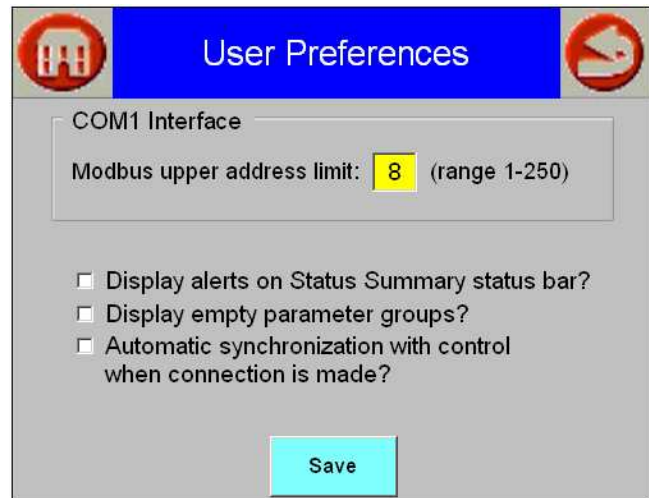 User Preferences
COM1 Interface
Modbus upper address limit: 8 (range 1-250)
Display alerts on Status Summary status bar?
Display empty parameter groups?
Automatic synchronization with control
when connection is made?
Save